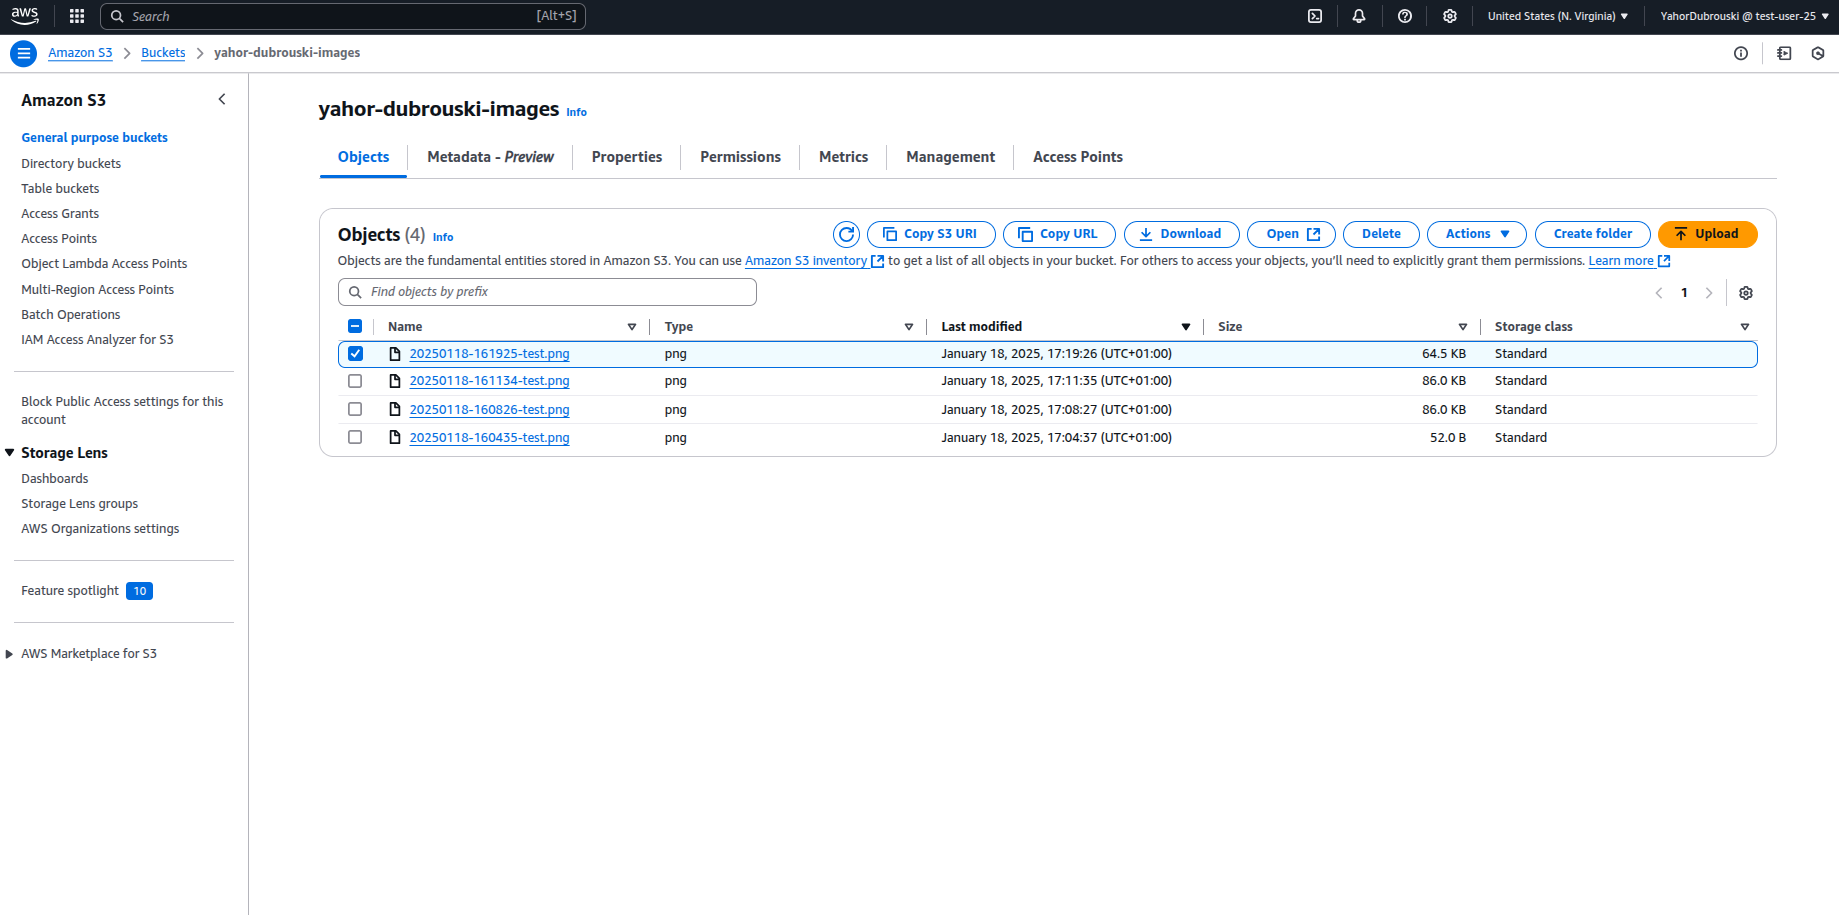 aws Search [Alt+S] United States (N. Virginia) YahorDubrouski @ test-user-25
Amazon S3 Buckets yahor-dubrouski-images
Amazon S3
General purpose buckets
Directory buckets
Table buckets
Access Grants
Access Points
Object Lambda Access Points
Multi-Region Access Points
Batch Operations
IAM Access Analyzer for S3
Block Public Access settings for this
account
Storage Lens
Dashboards
Storage Lens groups
AWS Organizations settings
Feature spotlight 10
AWS Marketplace for S3
yahor-dubrouski-images Info
Objects Metadata - Preview Properties Permissions Metrics Management Access Points
Objects (4) Info Copy S3 URI Copy URL Download Open Delete Actions Create folder Upload
Objects are the fundamental entities stored in Amazon S3. You can use Amazon S3 inventory to get a list of all objects in your bucket. For others to access your objects, you'll need to explicitly grant them permissions. Learn more
Find objects by prefix 1
Name Type Last modified Size Storage class
20250118-161925-test.png png January 18, 2025, 17:19:26 (UTC+01:00) 64.5 KB Standard
20250118-161134-test.png png January 18, 2025, 17:11:35 (UTC+01:00) 86.0 KB Standard
20250118-160826-test.png png January 18, 2025, 17:08:27 (UTC+01:00) 86.0 KB Standard
20250118-160435-test.png png January 18, 2025, 17:04:37 (UTC+01:00) 52.0 B Standard